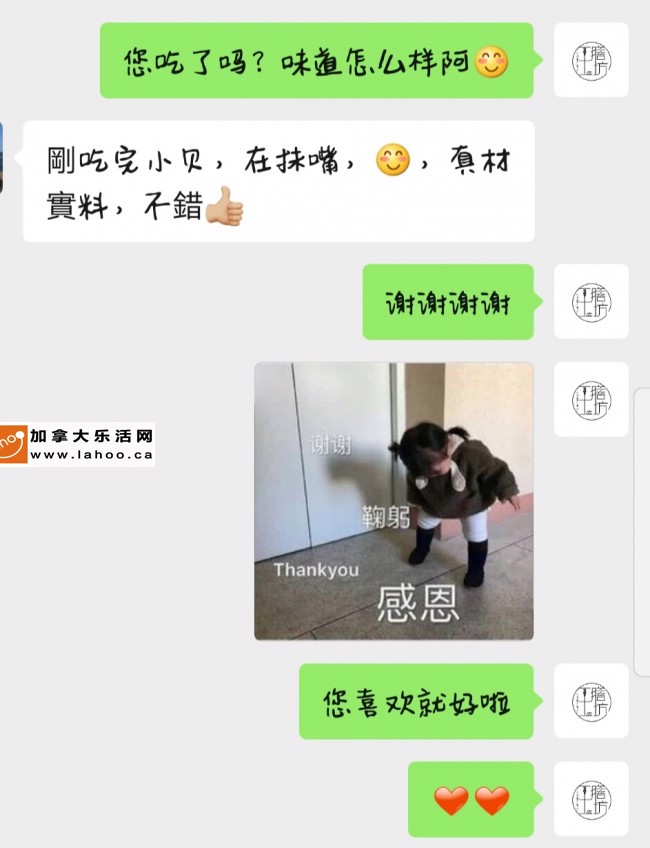 您吃了吗？味道怎么样阿😊
剛吃完小贝，在抹嘴，😊，真材
實料，不錯👍🏼
谢谢谢谢
加拿大乐活网
www.lahoo.ca
谢谢
鞠躬
Thankyou
感恩
您喜欢就好啦
❤️❤️